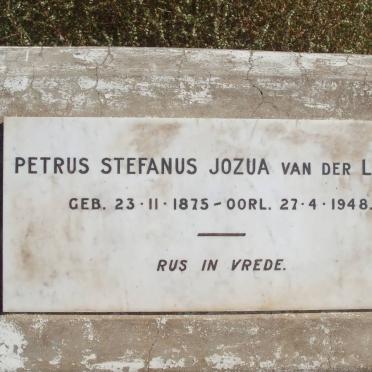 PETRUS STEFANUS JOZUA VAN DER
GEB. 23·11·1875 – OORL. 27·4·1948.
RUS IN VREDE.